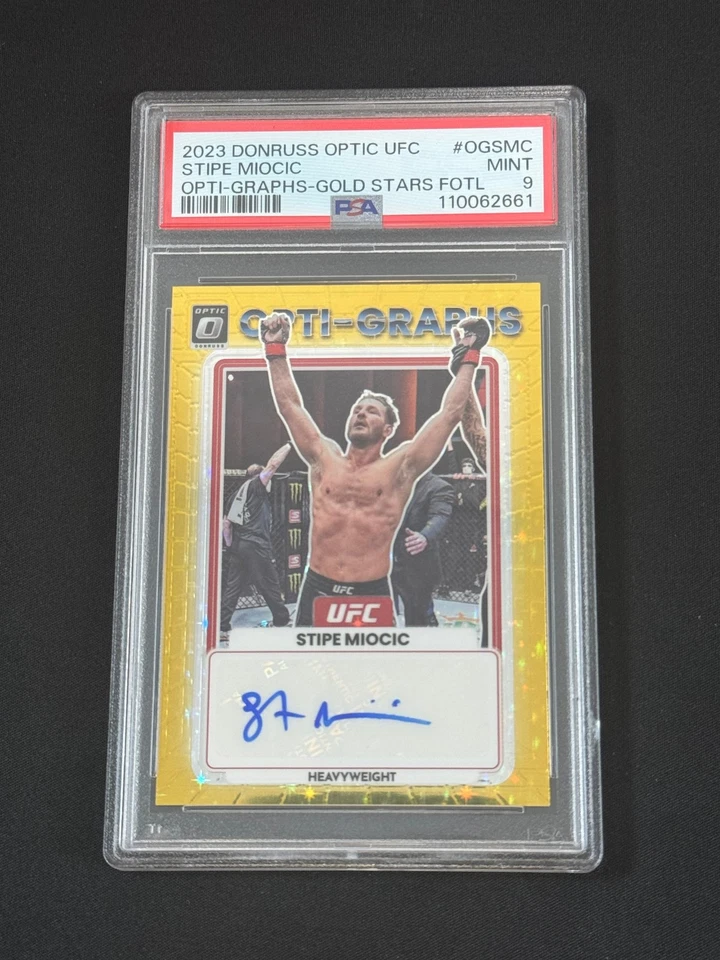 2023 DONRUSS OPTIC UFC #OGSMC
STIPE MIOCIC MINT
OPTI-GRAPHS-GOLD STARS FOTL 9
PSA 110062661
OPTIC
DONRUSS
OPTI-GRAPHS
UFC
UFC
STIPE MIOCIC
HEAVYWEIGHT